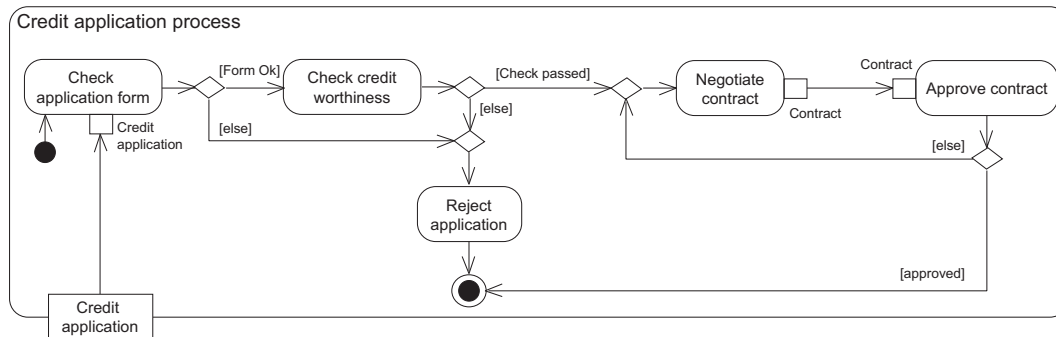 Credit application process
Check
application form
[Form Ok]
Check credit
worthiness
[Check passed]
Negotiate
contract
Contract
Contract
Approve contract
[else]
[else]
[else]
Credit
application
Reject
application
[approved]
Credit
application